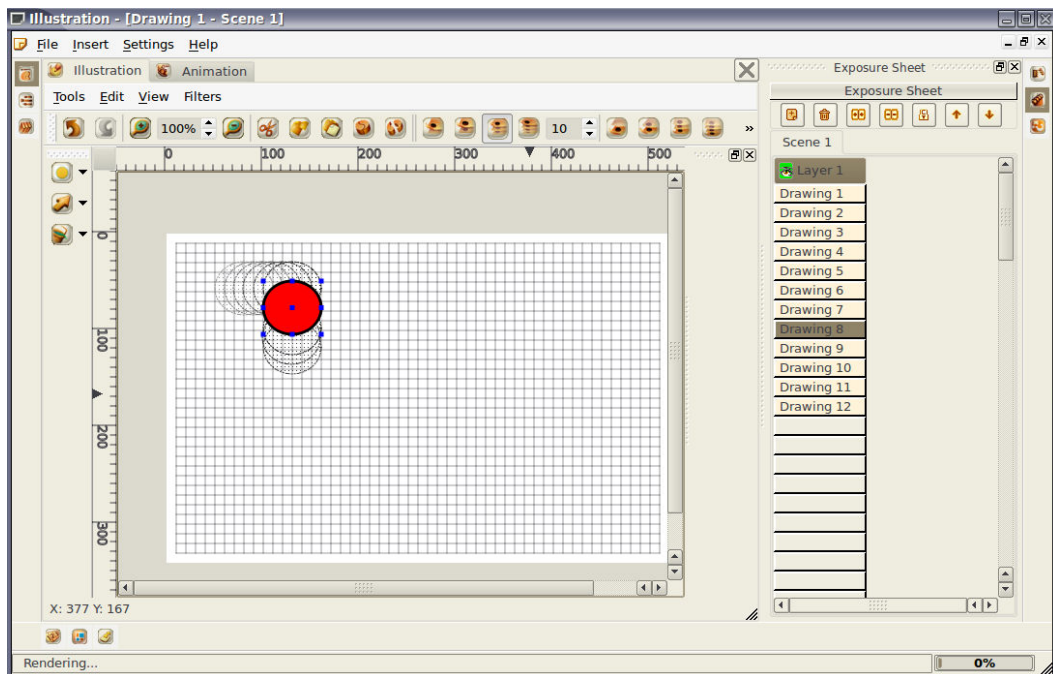 Illustration - [Drawing 1 - Scene 1]
File Insert Settings Help
Illustration Animation
Tools Edit View Filters
100% 10 »
0 100 200 300 400 500
0
100
200
300
X: 377 Y: 167
Exposure Sheet
Exposure Sheet
Scene 1
Layer 1
Drawing 1
Drawing 2
Drawing 3
Drawing 4
Drawing 5
Drawing 6
Drawing 7
Drawing 8
Drawing 9
Drawing 10
Drawing 11
Drawing 12
Rendering...
0%